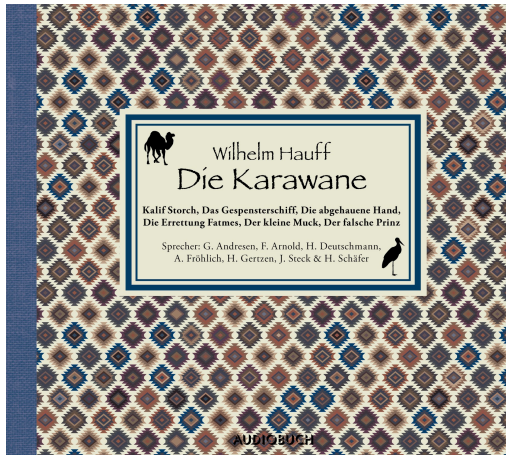 Wilhelm Hauff
Die Karawane
Kalif Storch, Das Gespensterschiff, Die abgehauene Hand,
Die Errettung Fatmes, Der kleine Muck, Der falsche Prinz
Sprecher: G. Andresen, F. Arnold, H. Deutschmann,
A. Fröhlich, H. Gertzen, J. Steck & H. Schäfer
AUDIOBUCH